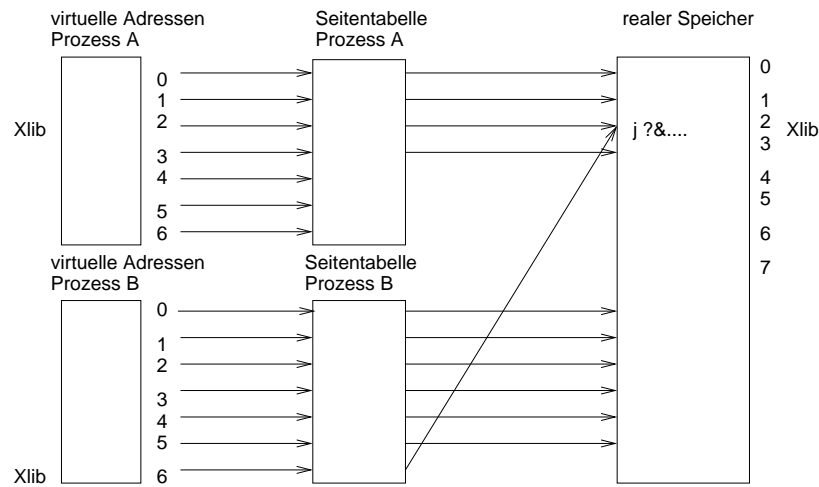 virtuelle Adressen
Prozess A
Seitentabelle
Prozess A
realer Speicher
Xlib
0
1
2
3
4
5
6
j ?&....
0
1
2
3
4
5
6
7
Xlib
virtuelle Adressen
Prozess B
Seitentabelle
Prozess B
0
1
2
3
4
5
6
Xlib